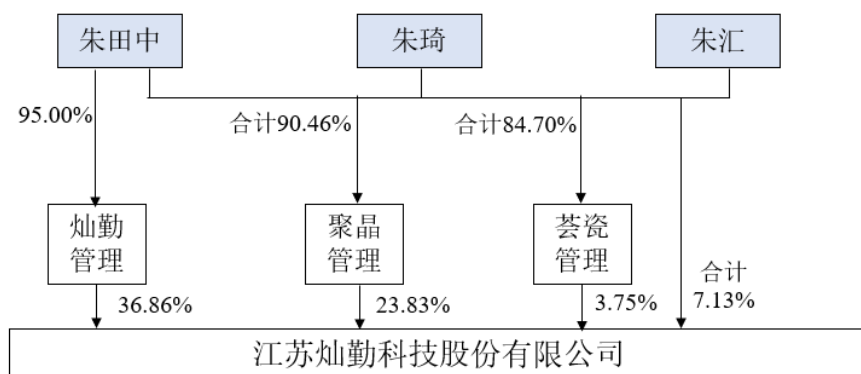 朱田中
朱琦
朱汇
95.00%
合计90.46%
合计84.70%
灿勤
管理
聚晶
管理
荟瓷
管理
合计
7.13%
36.86%
23.83%
3.75%
江苏灿勤科技股份有限公司